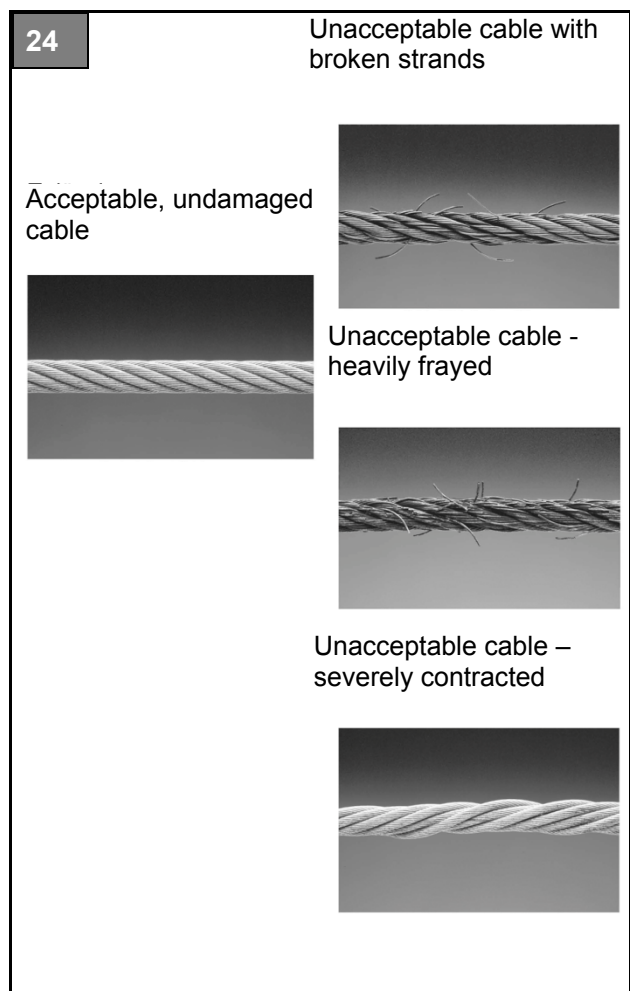 24
Unacceptable cable with
broken strands
Acceptable, undamaged
cable
Unacceptable cable -
heavily frayed
Unacceptable cable –
severely contracted